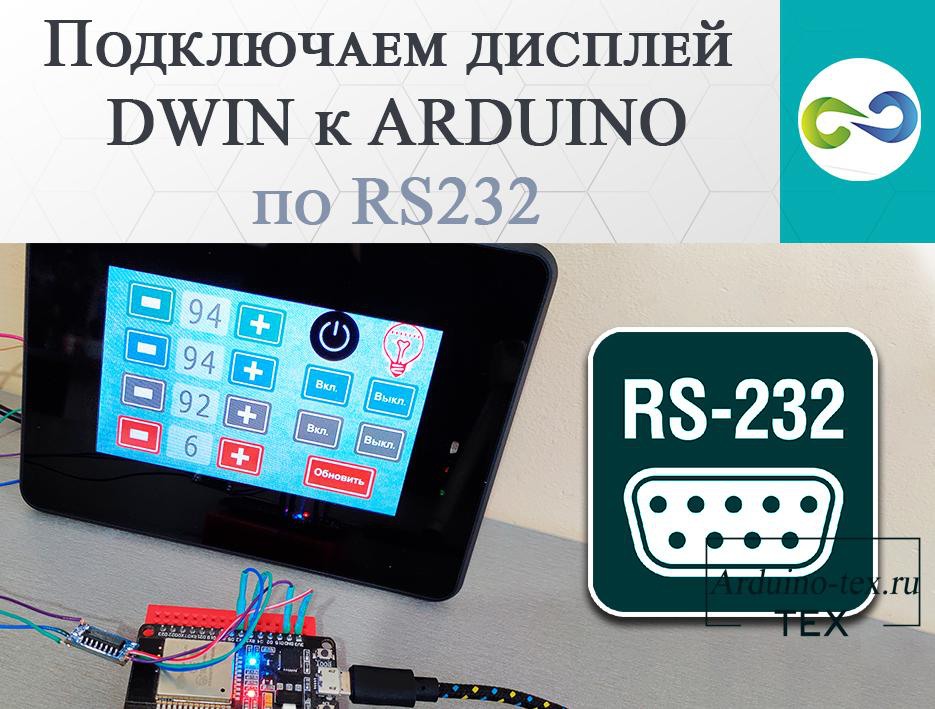 Подключаем дисплей
DWIN к ARDUINO
по RS232
94
94
92
6
Вкл.
Выкл.
Вкл.
Выкл.
Обновить
RS-232
Arduino-tex.ru
TEX